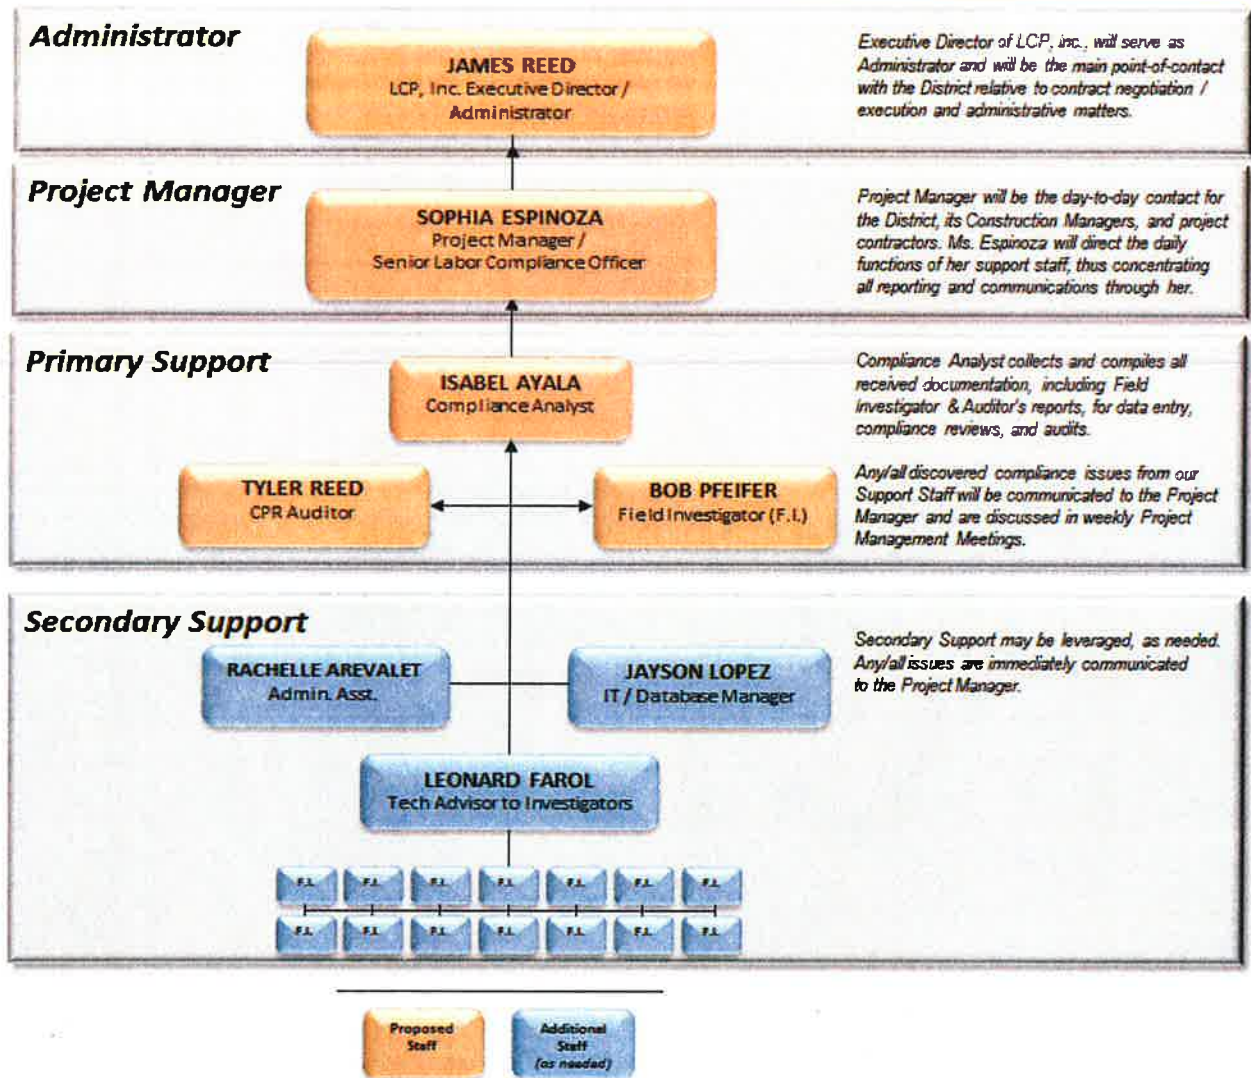 Administrator
JAMES REED
LCP, Inc. Executive Director /
Administrator
Executive Director of LCP, inc., will serve as
Administrator and will be the main point-of-contact
with the District relative to contract negotiation /
execution and administrative matters.
Project Manager
SOPHIA ESPINOZA
Project Manager /
Senior Labor Compliance Officer
Project Manager will be the day-to-day contact for
the District, its Construction Managers, and project
contractors. Ms. Espinoza will direct the daily
functions of her support staff, thus concentrating
all reporting and communications through her.
Primary Support
ISABEL AYALA
Compliance Analyst
Compliance Analyst collects and compiles all
received documentation, including Field
Investigator & Auditor's reports, for data entry,
compliance reviews, and audits.
TYLER REED
CPR Auditor
BOB PFEIFER
Field Investigator (F.I.)
Any/all discovered compliance issues from our
Support Staff will be communicated to the Project
Manager and are discussed in weekly Project
Management Meetings.
Secondary Support
RACHELLE AREVALET
Admin. Asst.
JAYSON LOPEZ
IT / Database Manager
Secondary Support may be leveraged, as needed.
Any/all issues are immediately communicated
to the Project Manager.
LEONARD FAROL
Tech Advisor to Investigators
F.I. F.I. F.I. F.I. F.I. F.I. F.I.
F.I. F.I. F.I. F.I. F.I. F.I. F.I.
Proposed
Staff
Additional
Staff
(as needed)